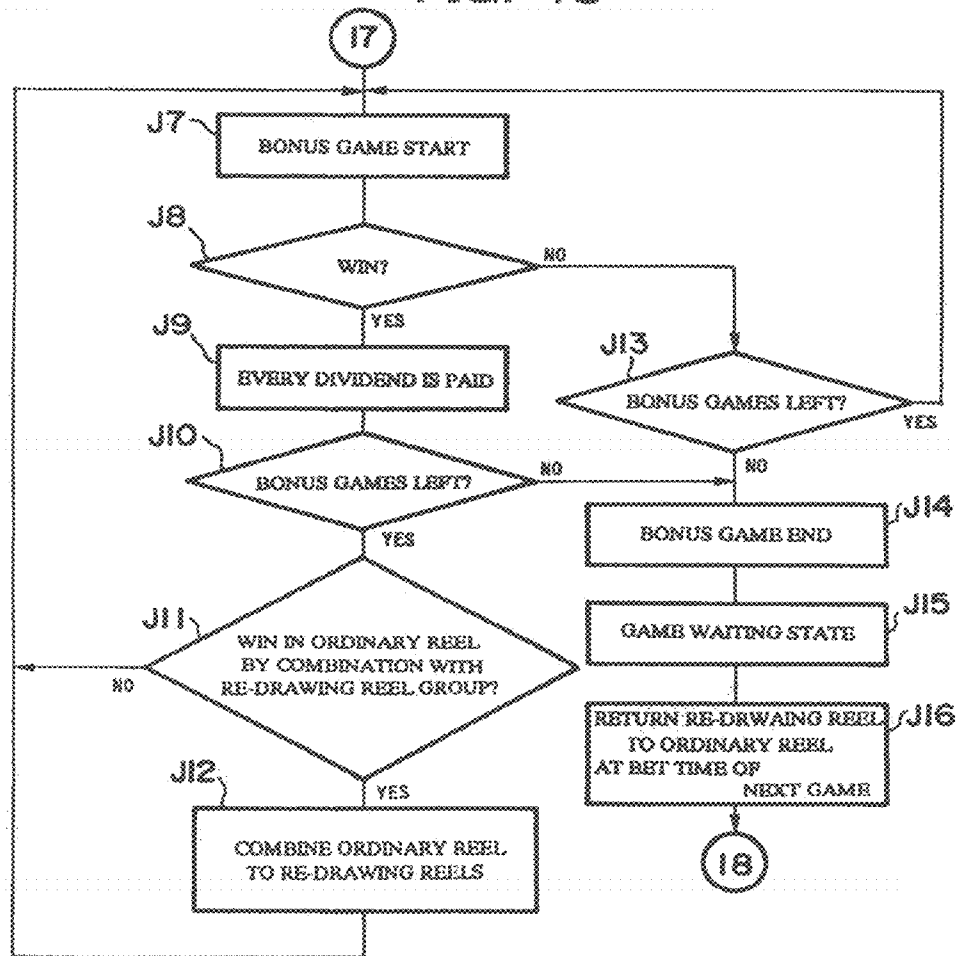 17
J7
BONUS GAME START
J8
WIN?
NO
YES
J9
EVERY DIVIDEND IS PAID
J13
BONUS GAMES LEFT?
YES
NO
J10
BONUS GAMES LEFT?
NO
YES
J14
BONUS GAME END
J11
WIN IN ORDINARY REEL
BY COMBINATION WITH
RE-DRAWING REEL GROUP?
NO
YES
J15
GAME WAITING STATE
J16
RETURN RE-DRWAING REEL
TO ORDINARY REEL
AT BET TIME OF
NEXT GAME
J12
COMBINE ORDINARY REEL
TO RE-DRAWING REELS
18